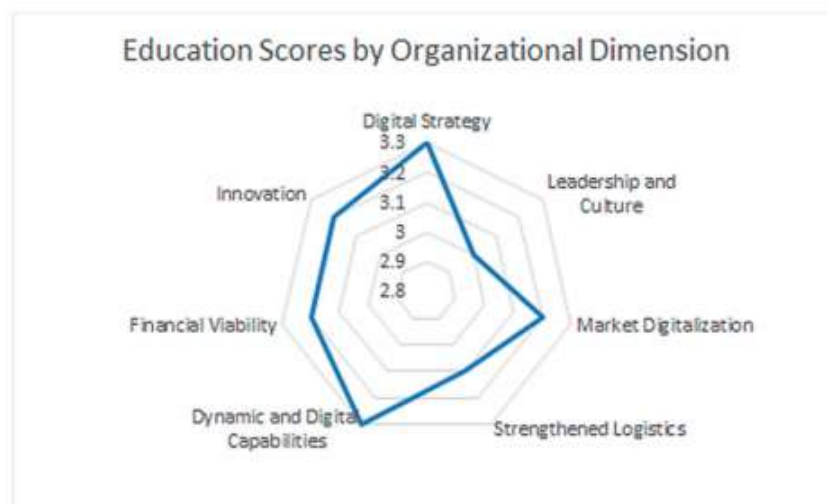 Education Scores by Organizational Dimension
Digital Strategy
3.3
3.2
3.1
3
2.9
2.8
Leadership and
Culture
Market Digitalization
Strengthened Logistics
Dynamic and Digital
Capabilities
Financial Viability
Innovation